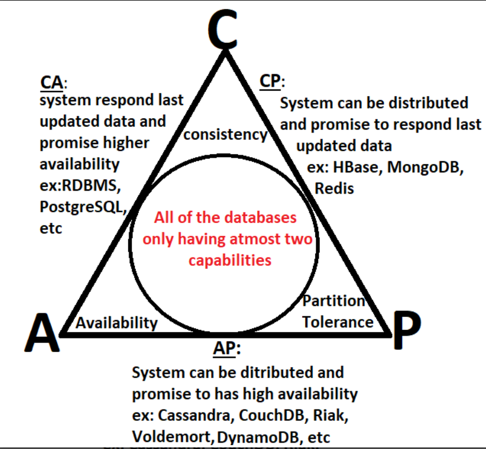 C
CA:
system respond last
updated data and
promise higher
availability
ex:RDBMS,
PostgreSQL,
etc
CP:
System can be distributed
and promise to respond last
updated data
ex: HBase, MongoDB,
Redis
consistency
All of the databases
only having atmost two
capabilities
A
Availability
Partition
Tolerance
P
AP:
System can be ditributed and
promise to has high availability
ex: Cassandra, CouchDB, Riak,
Voldemort, DynamoDB, etc